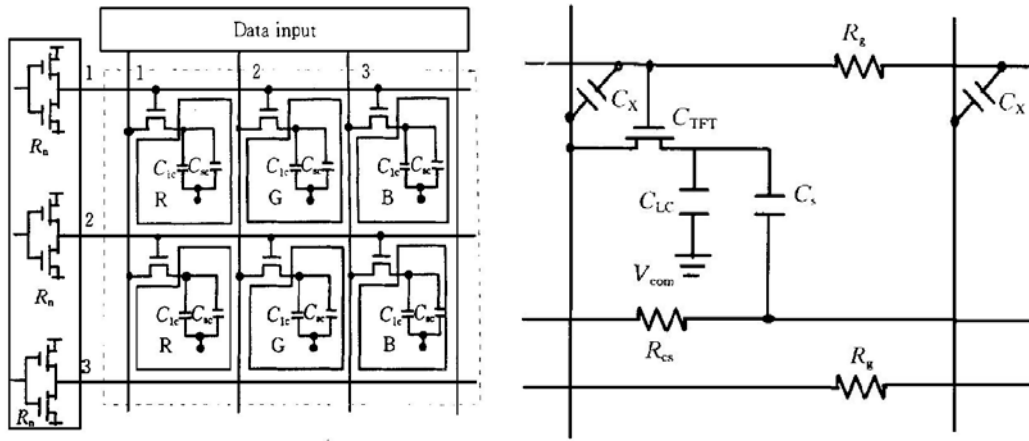 Data input
1 1 2 3
Rn
C1c Csc C1c Csc C1c Csc
R G B
2
Rn
C1c Csc C1c Csc C1c Csc
R G B
3
Rn
Rg
CX CX
CTFT
CLC Cs
Vcom
Rcs Rg